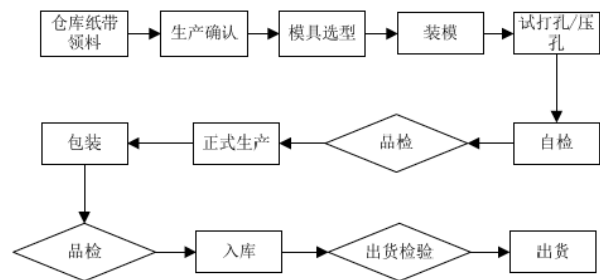 仓库纸带
领料
生产确认
模具选型
装模
试打孔/压
孔
包装
正式生产
品检
自检
品检
入库
出货检验
出货